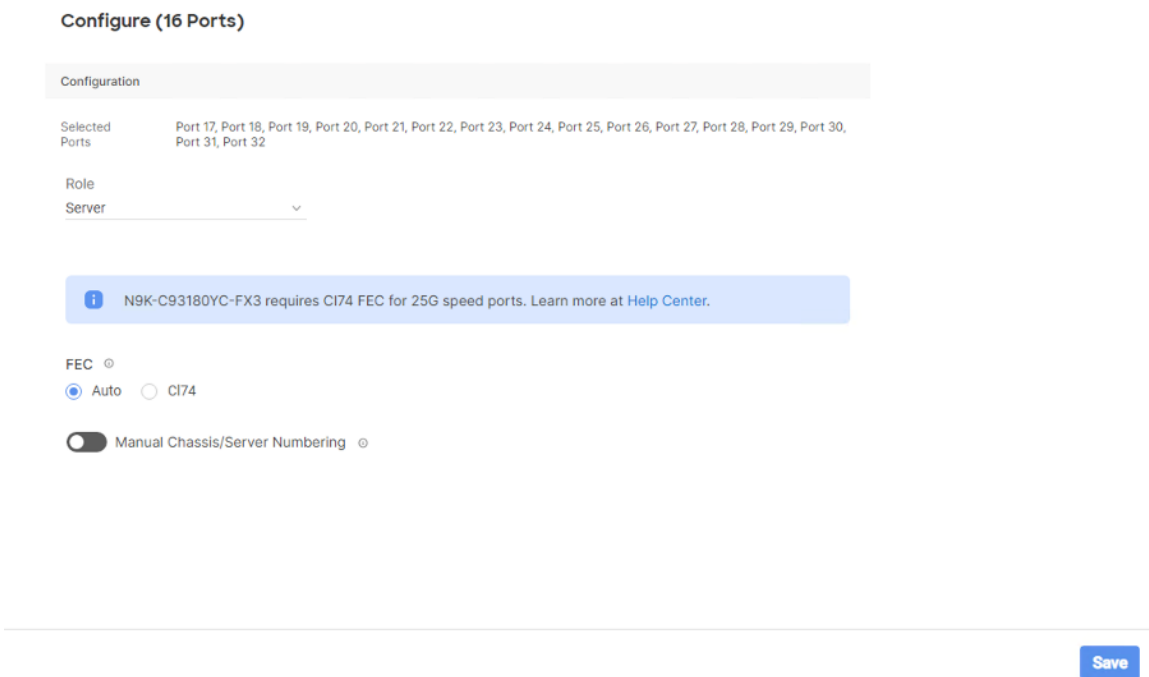 Configure (16 Ports)
Configuration
Selected Ports
Port 17, Port 18, Port 19, Port 20, Port 21, Port 22, Port 23, Port 24, Port 25, Port 26, Port 27, Port 28, Port 29, Port 30,
Port 31, Port 32
Role
Server
N9K-C93180YC-FX3 requires Cl74 FEC for 25G speed ports. Learn more at Help Center.
FEC
Auto
Cl74
Manual Chassis/Server Numbering
Save